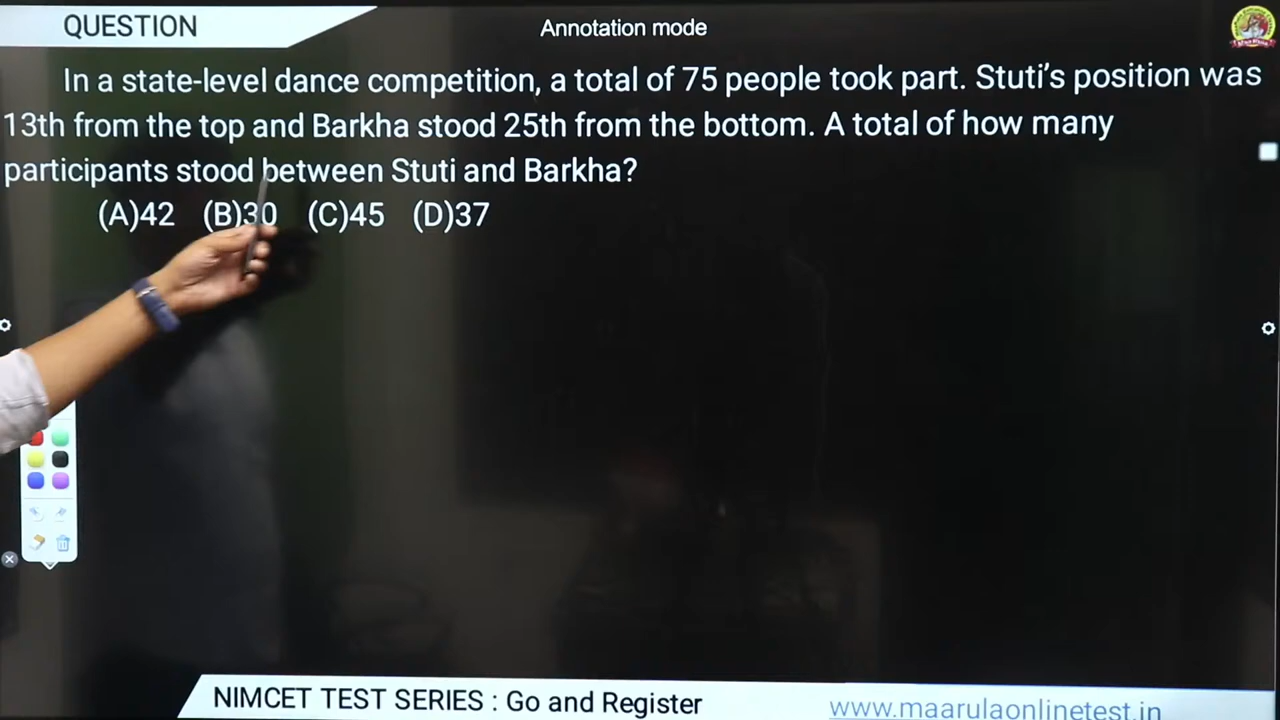 QUESTION
Annotation mode
In a state-level dance competition, a total of 75 people took part. Stuti’s position was
13th from the top and Barkha stood 25th from the bottom. A total of how many
participants stood between Stuti and Barkha?
(A)42 (B)30 (C)45 (D)37
NIMCET TEST SERIES : Go and Register
www.maarulaonlinetest.in